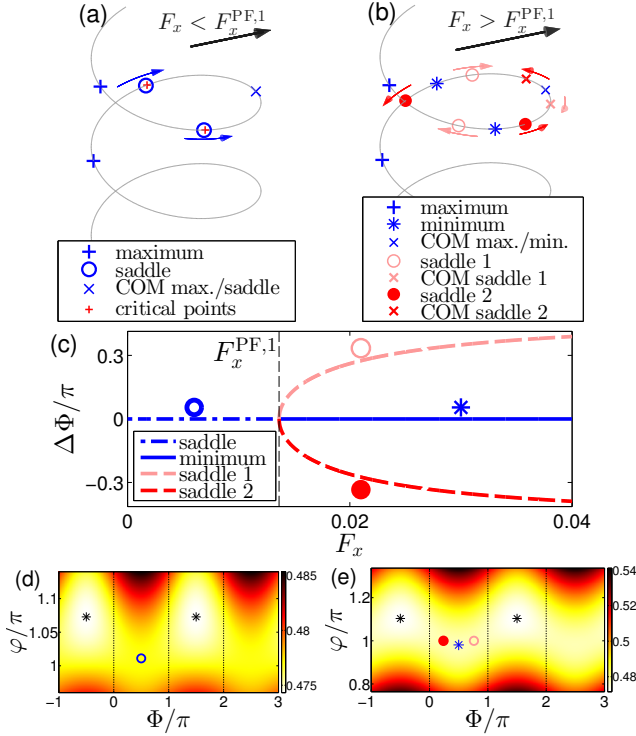 (a)
F_x < F_x^{PF,1}
(b)
F_x > F_x^{PF,1}
maximum
saddle
COM max./saddle
critical points
maximum
minimum
COM max./min.
saddle 1
COM saddle 1
saddle 2
COM saddle 2
(c)
F_x^{PF,1}
0.3
0
−0.3
ΔΦ/π
saddle
minimum
saddle 1
saddle 2
0
0.02
0.04
F_x
(d)
φ/π
1.1
1.05
1
−1 0 1 2 3
Φ/π
0.485
0.48
0.475
(e)
φ/π
1.2
1
0.8
−1 0 1 2 3
Φ/π
0.54
0.52
0.5
0.48